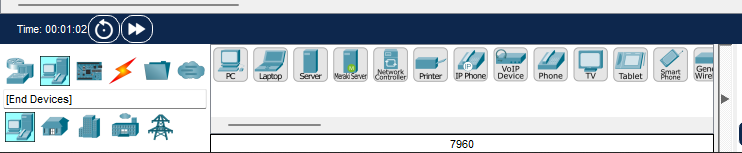 Time: 00:01:02
PC
Laptop
Server
Meraki Server
Network
Controller
Printer
IP Phone
VoIP
Device
Phone
TV
Tablet
Smart
Phone
[End Devices]
7960